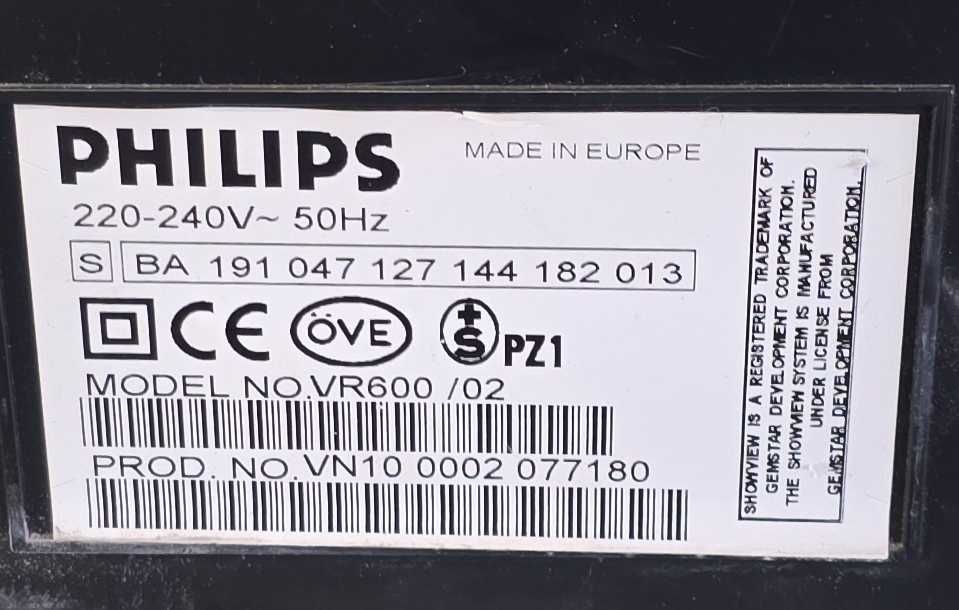 PHILIPS
MADE IN EUROPE
220-240V~ 50Hz
S BA 191 047 127 144 182 013
CE ÖVE +S PZ1
MODEL NO.VR600 /02
PROD. NO.VN10 0002 077180
SHOWVIEW IS A REGISTERED TRADEMARK OF
GEMSTAR DEVELOPMENT CORPORATION.
THE SHOWVIEW SYSTEM IS MANUFACTURED
UNDER LICENSE FROM
GEMSTAR DEVELOPMENT CORPORATION.